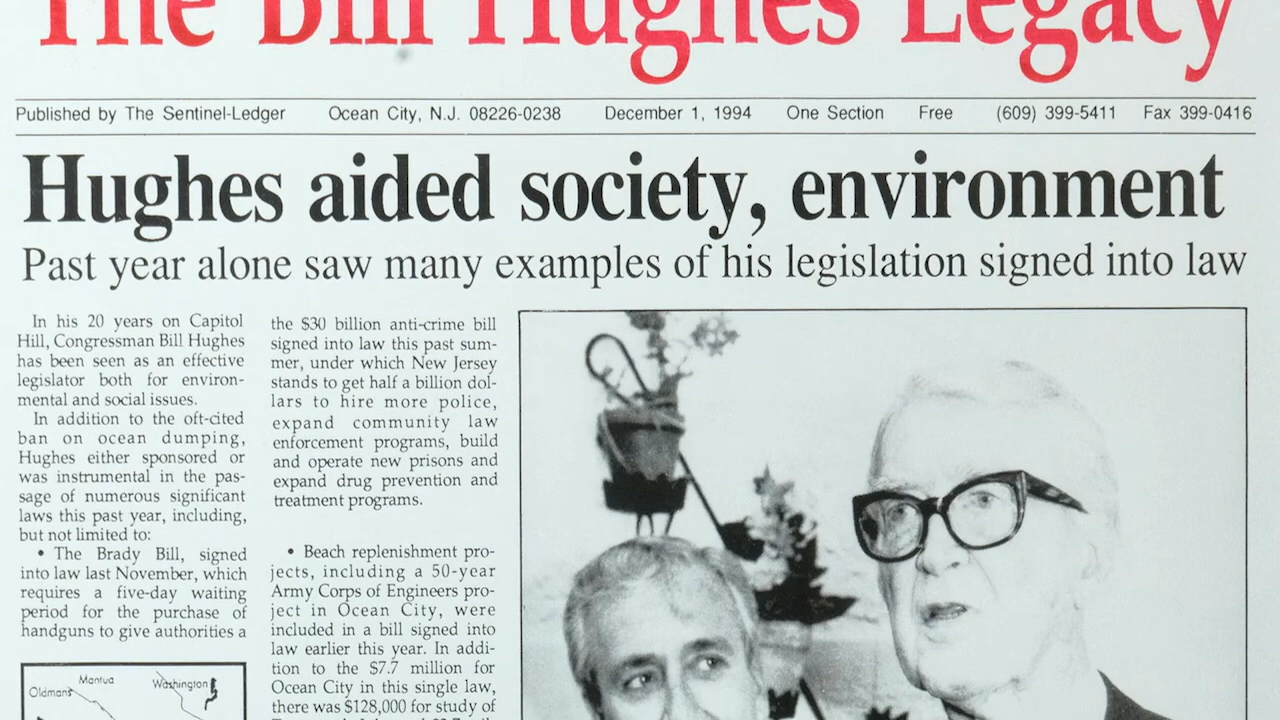 The Bill Hughes Legacy
Published by The Sentinel-Ledger Ocean City, N.J. 08226-0238 December 1, 1994 One Section Free (609) 399-5411 Fax 399-0416
Hughes aided society, environment
Past year alone saw many examples of his legislation signed into law
In his 20 years on Capitol
Hill, Congressman Bill Hughes
has been seen as an effective
legislator both for environ-
mental and social issues.
In addition to the oft-cited
ban on ocean dumping,
Hughes either sponsored or
was instrumental in the pas-
sage of numerous significant
laws this past year, including,
but not limited to:
• The Brady Bill, signed
into law last November, which
requires a five-day waiting
period for the purchase of
handguns to give authorities a
Mantua
Oldmans
Washington
the $30 billion anti-crime bill
signed into law this past sum-
mer, under which New Jersey
stands to get half a billion dol-
lars to hire more police,
expand community law
enforcement programs, build
and operate new prisons and
expand drug prevention and
treatment programs.
• Beach replenishment pro-
jects, including a 50-year
Army Corps of Engineers pro-
ject in Ocean City, were
included in a bill signed into
law earlier this year. In addi-
tion to the $7.7 million for
Ocean City in this single law,
there was $128,000 for study of